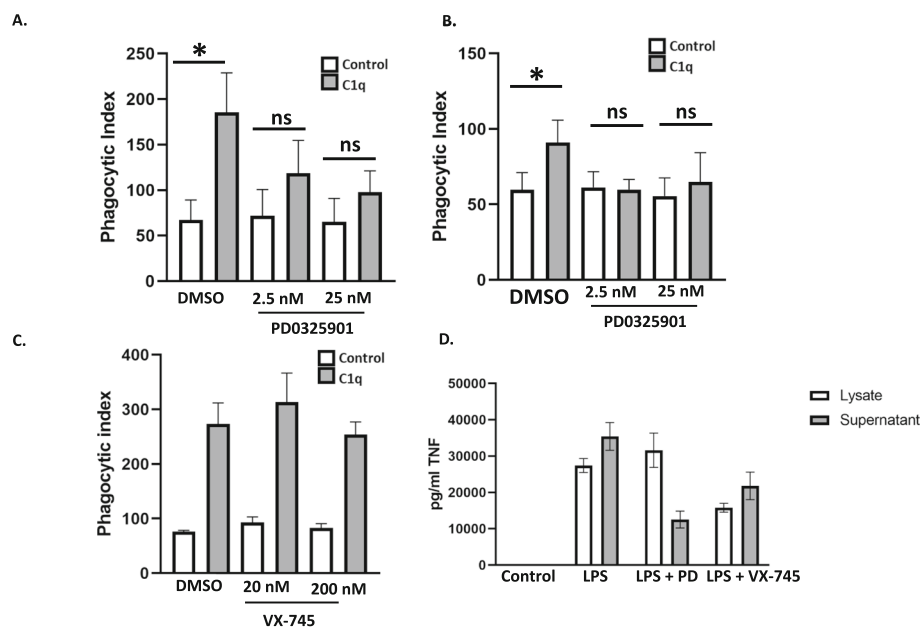 A.
Phagocytic Index
250
200
150
100
50
0
*
ns
ns
Control
C1q
DMSO
2.5 nM
25 nM
PD0325901
B.
Phagocytic Index
150
100
50
0
*
ns
ns
Control
C1q
DMSO
2.5 nM
25 nM
PD0325901
C.
Phagocytic index
400
300
200
100
0
Control
C1q
DMSO
20 nM
200 nM
VX-745
D.
pg/ml TNF
50000
40000
30000
20000
10000
0
Lysate
Supernatant
Control
LPS
LPS + PD
LPS + VX-745